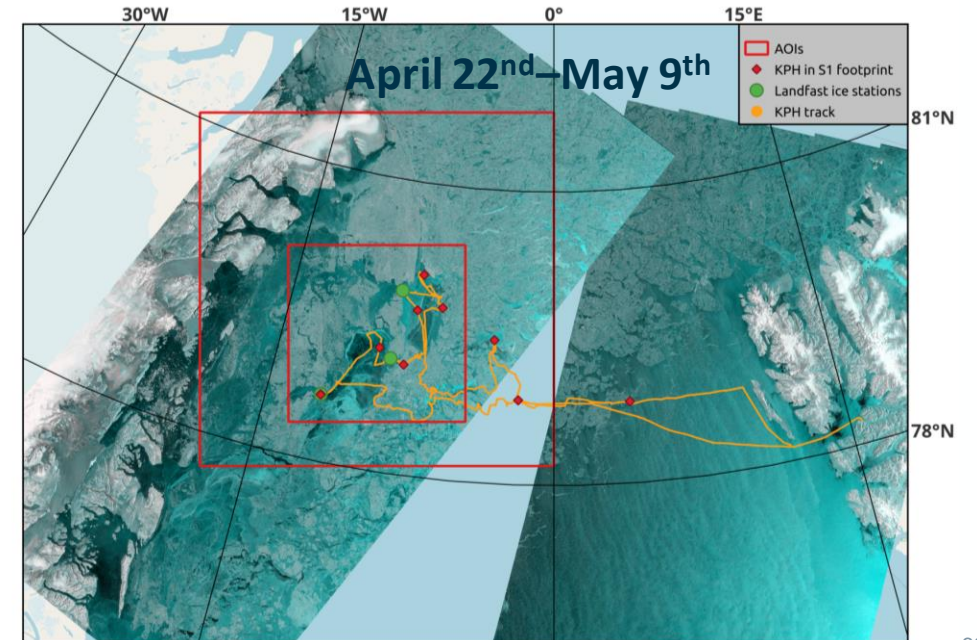 30°W 15°W 0° 15°E
April 22nd–May 9th
AOIs
KPH in S1 footprint
Landfast ice stations
KPH track
81°N
78°N